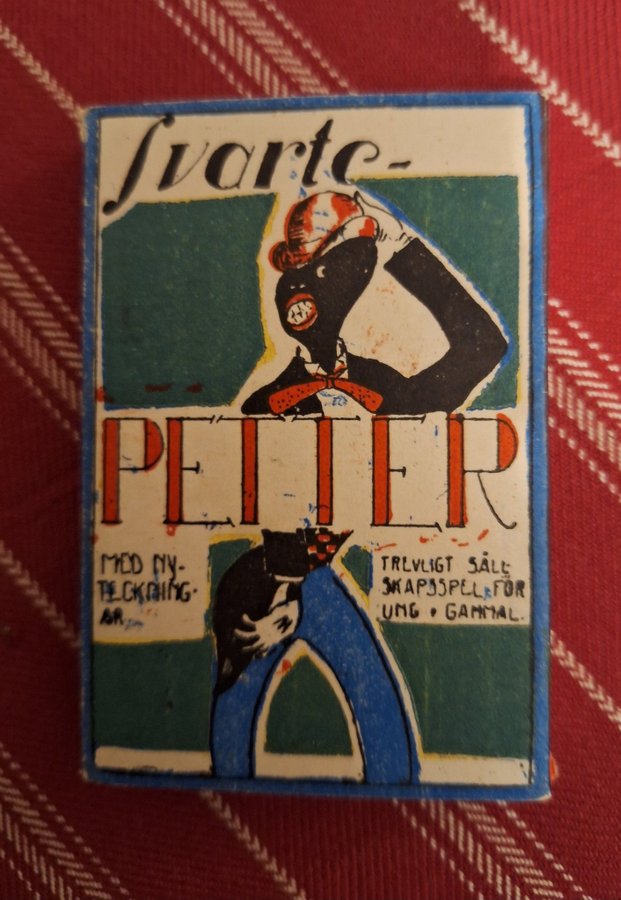 Svarte-
PETTER
MED NY-
TECKNING-
AR
TREVLIGT SÄLL
SKAPSSPEL FÖR
UNG • GAMMAL.